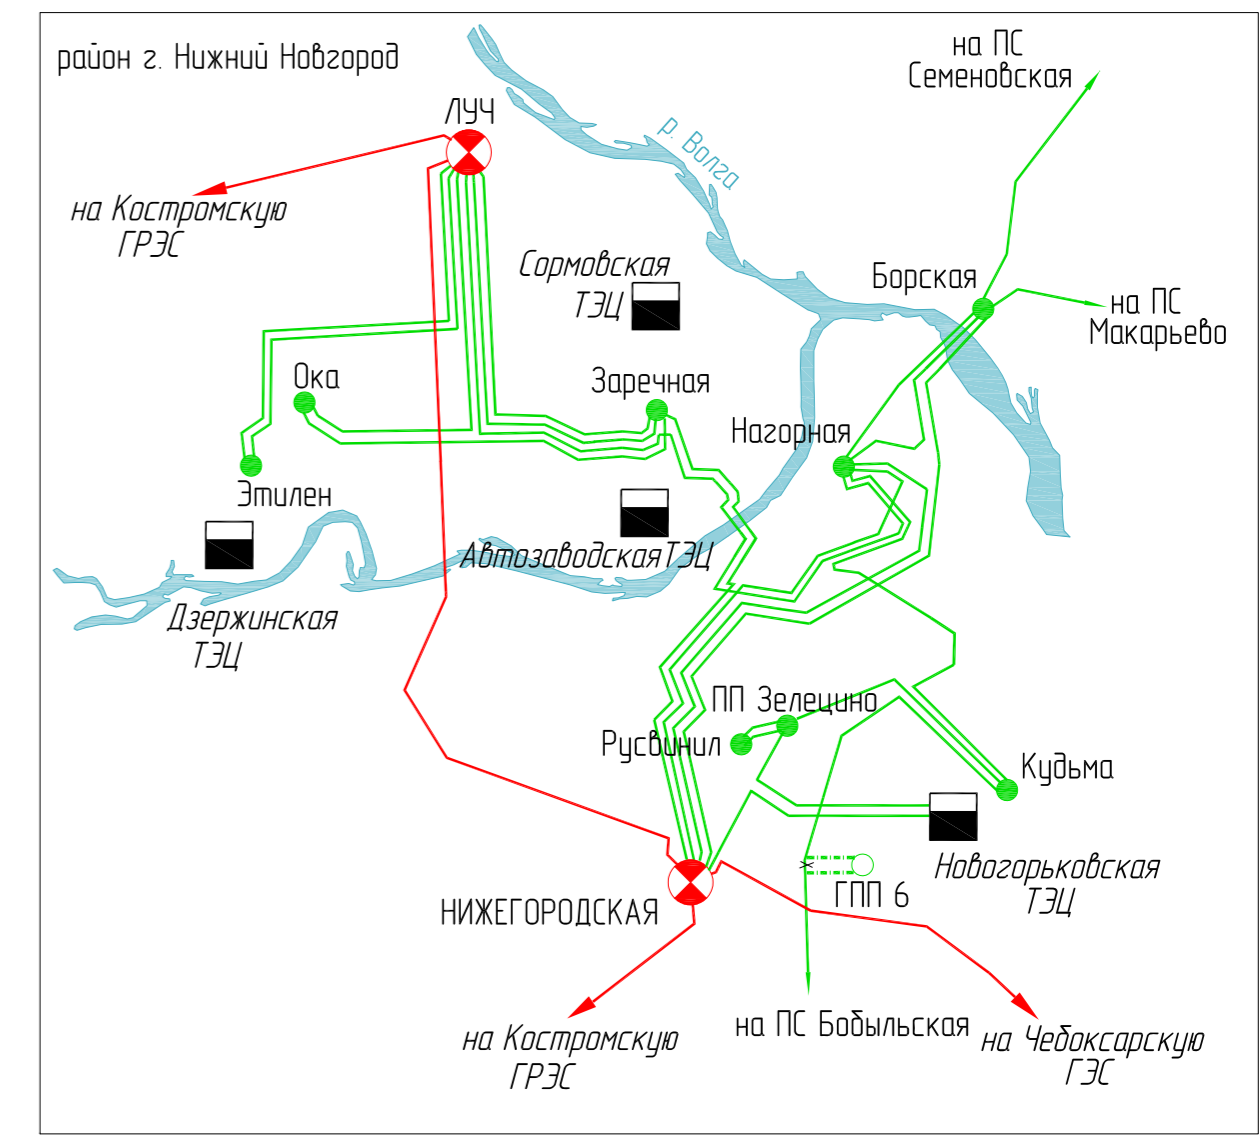 район г. Нижний Новгород
на ПС
Семеновская
ЛУЧ
р. Волга
на Костромскую
ГРЭС
Сормовская
ТЭЦ
Борская
на ПС
Макарьево
Ока
Заречная
Нагорная
Этилен
Автозаводская ТЭЦ
Дзержинская
ТЭЦ
ПП Зелецино
Русвинил
Кудьма
Новогорьковская
ТЭЦ
ГПП 6
НИЖЕГОРОДСКАЯ
на Костромскую
ГРЭС
на ПС Бобыльская
на Чебоксарскую
ГЭС